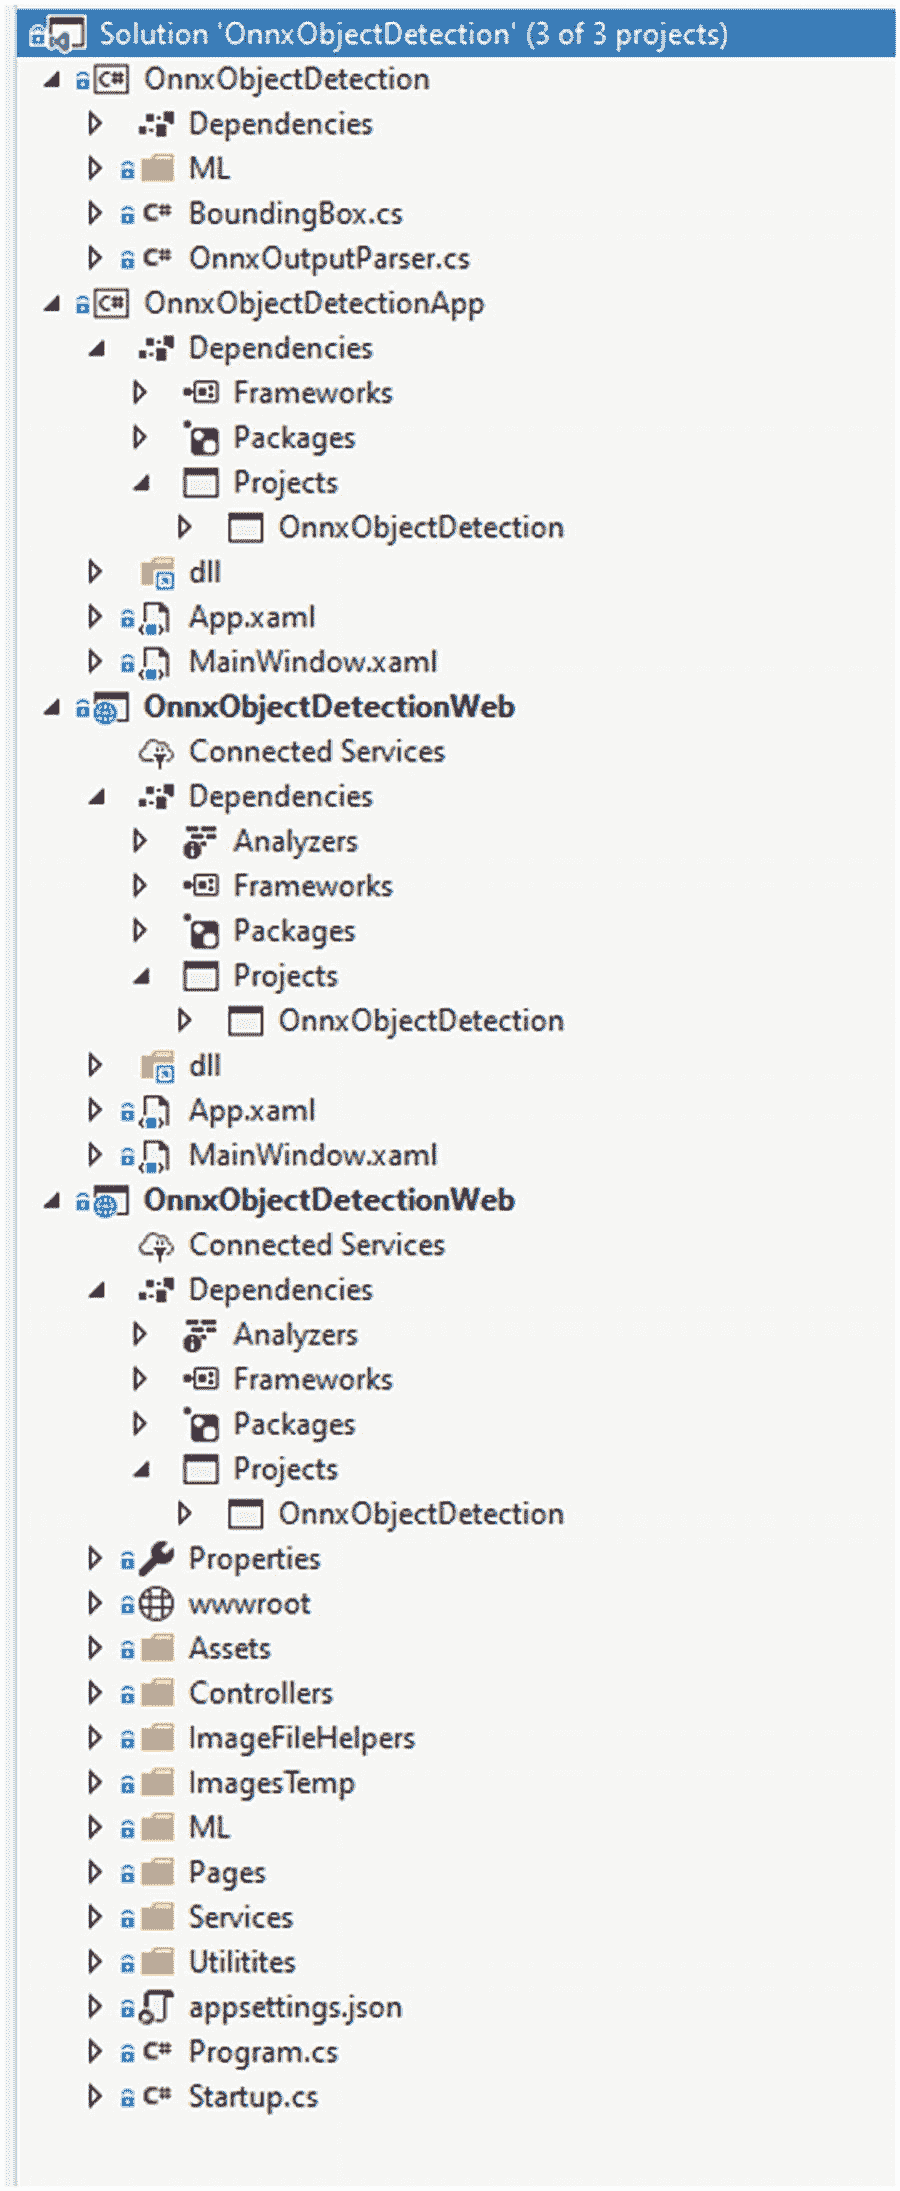 Solution 'OnnxObjectDetection' (3 of 3 projects)
C# OnnxObjectDetection
Dependencies
ML
C# BoundingBox.cs
C# OnnxOutputParser.cs
C# OnnxObjectDetectionApp
Dependencies
Frameworks
Packages
Projects
OnnxObjectDetection
dll
App.xaml
MainWindow.xaml
OnnxObjectDetectionWeb
Connected Services
Dependencies
Analyzers
Frameworks
Packages
Projects
OnnxObjectDetection
dll
App.xaml
MainWindow.xaml
OnnxObjectDetectionWeb
Connected Services
Dependencies
Analyzers
Frameworks
Packages
Projects
OnnxObjectDetection
Properties
wwwroot
Assets
Controllers
ImageFileHelpers
ImagesTemp
ML
Pages
Services
Utilitites
appsettings.json
C# Program.cs
C# Startup.cs